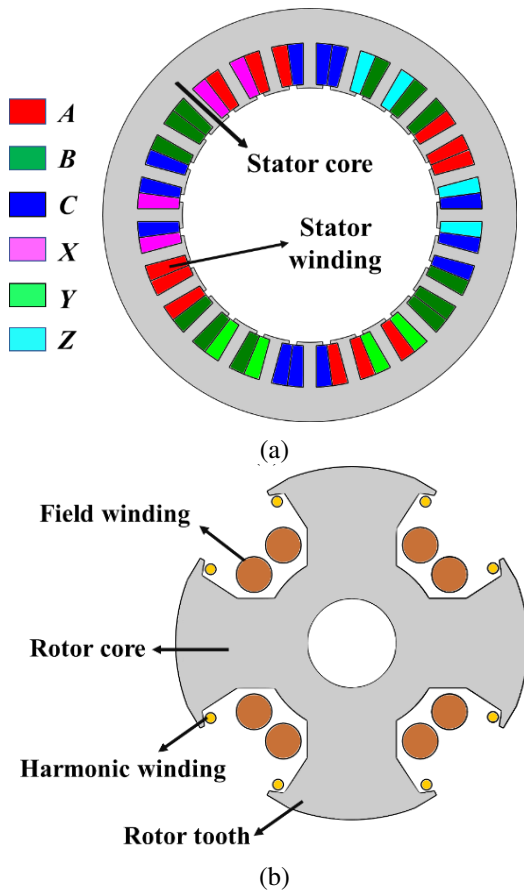 A
B
C
X
Y
Z
Stator core
Stator
winding
(a)
Field winding
Rotor core
Harmonic winding
Rotor tooth
(b)